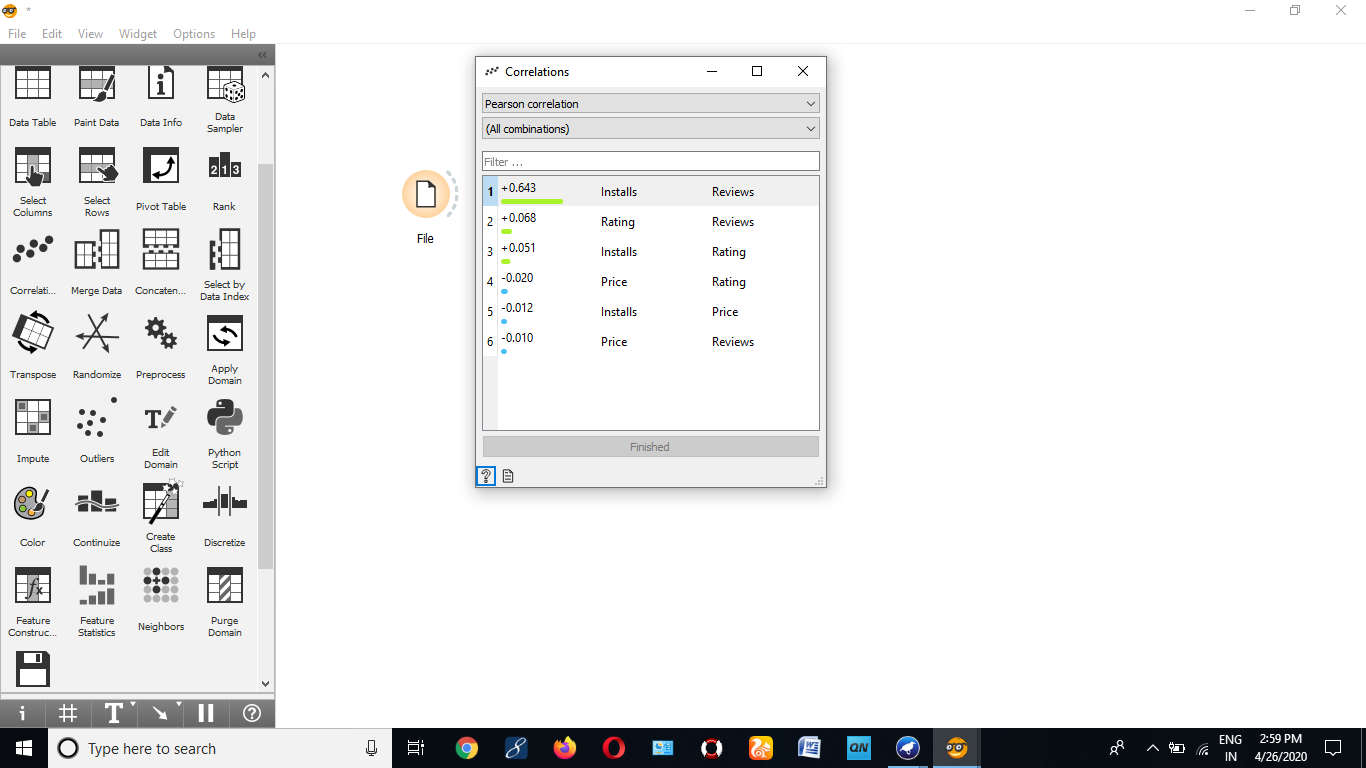 *
File Edit View Widget Options Help
«
Data Table Paint Data Data Info Data Sampler
Select Columns Select Rows Pivot Table Rank
Correlati... Merge Data Concaten... Select by Data Index
Transpose Randomize Preprocess Apply Domain
Impute Outliers Edit Domain Python Script
Color Continuize Create Class Discretize
Feature Construc... Feature Statistics Neighbors Purge Domain
File
Correlations
Pearson correlation
(All combinations)
Filter ...
1 +0.643 Installs Reviews
2 +0.068 Rating Reviews
3 +0.051 Installs Rating
4 -0.020 Price Rating
5 -0.012 Installs Price
6 -0.010 Price Reviews
Finished
?
i # T ?
Type here to search
QN
ENG
IN
2:59 PM
4/26/2020